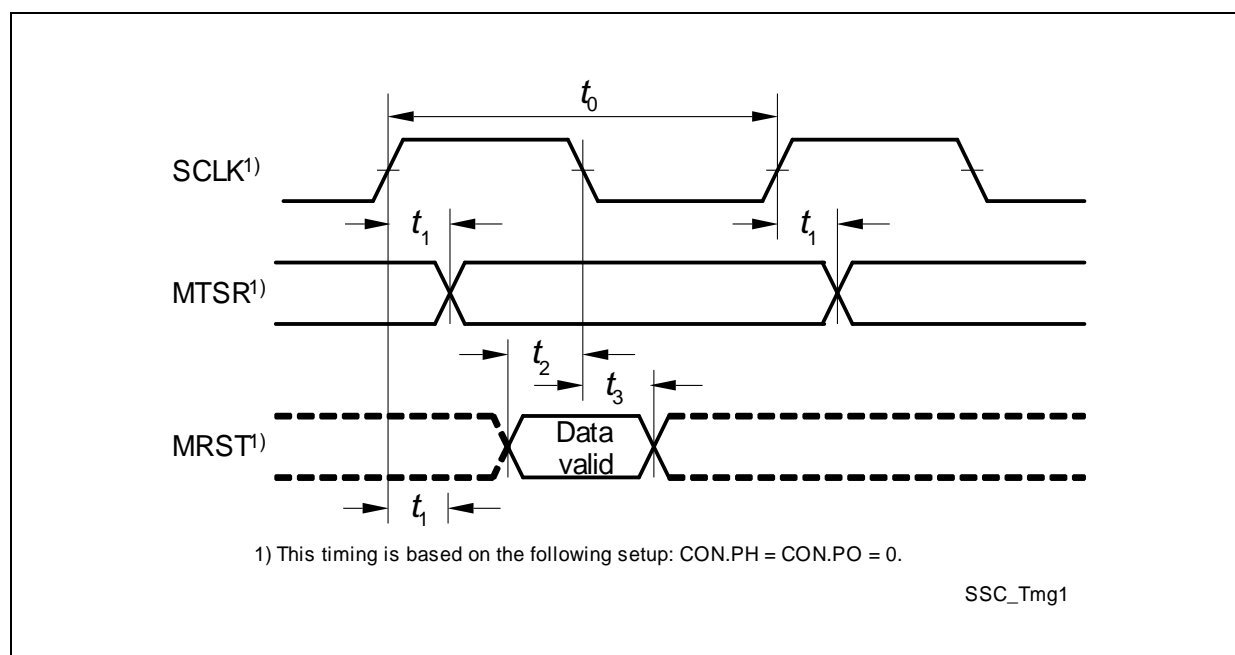 t0
SCLK1)
t1
t1
MTSR1)
t2
t3
MRST1)
Data
valid
t1
1) This timing is based on the following setup: CON.PH = CON.PO = 0.
SSC_Tmg1